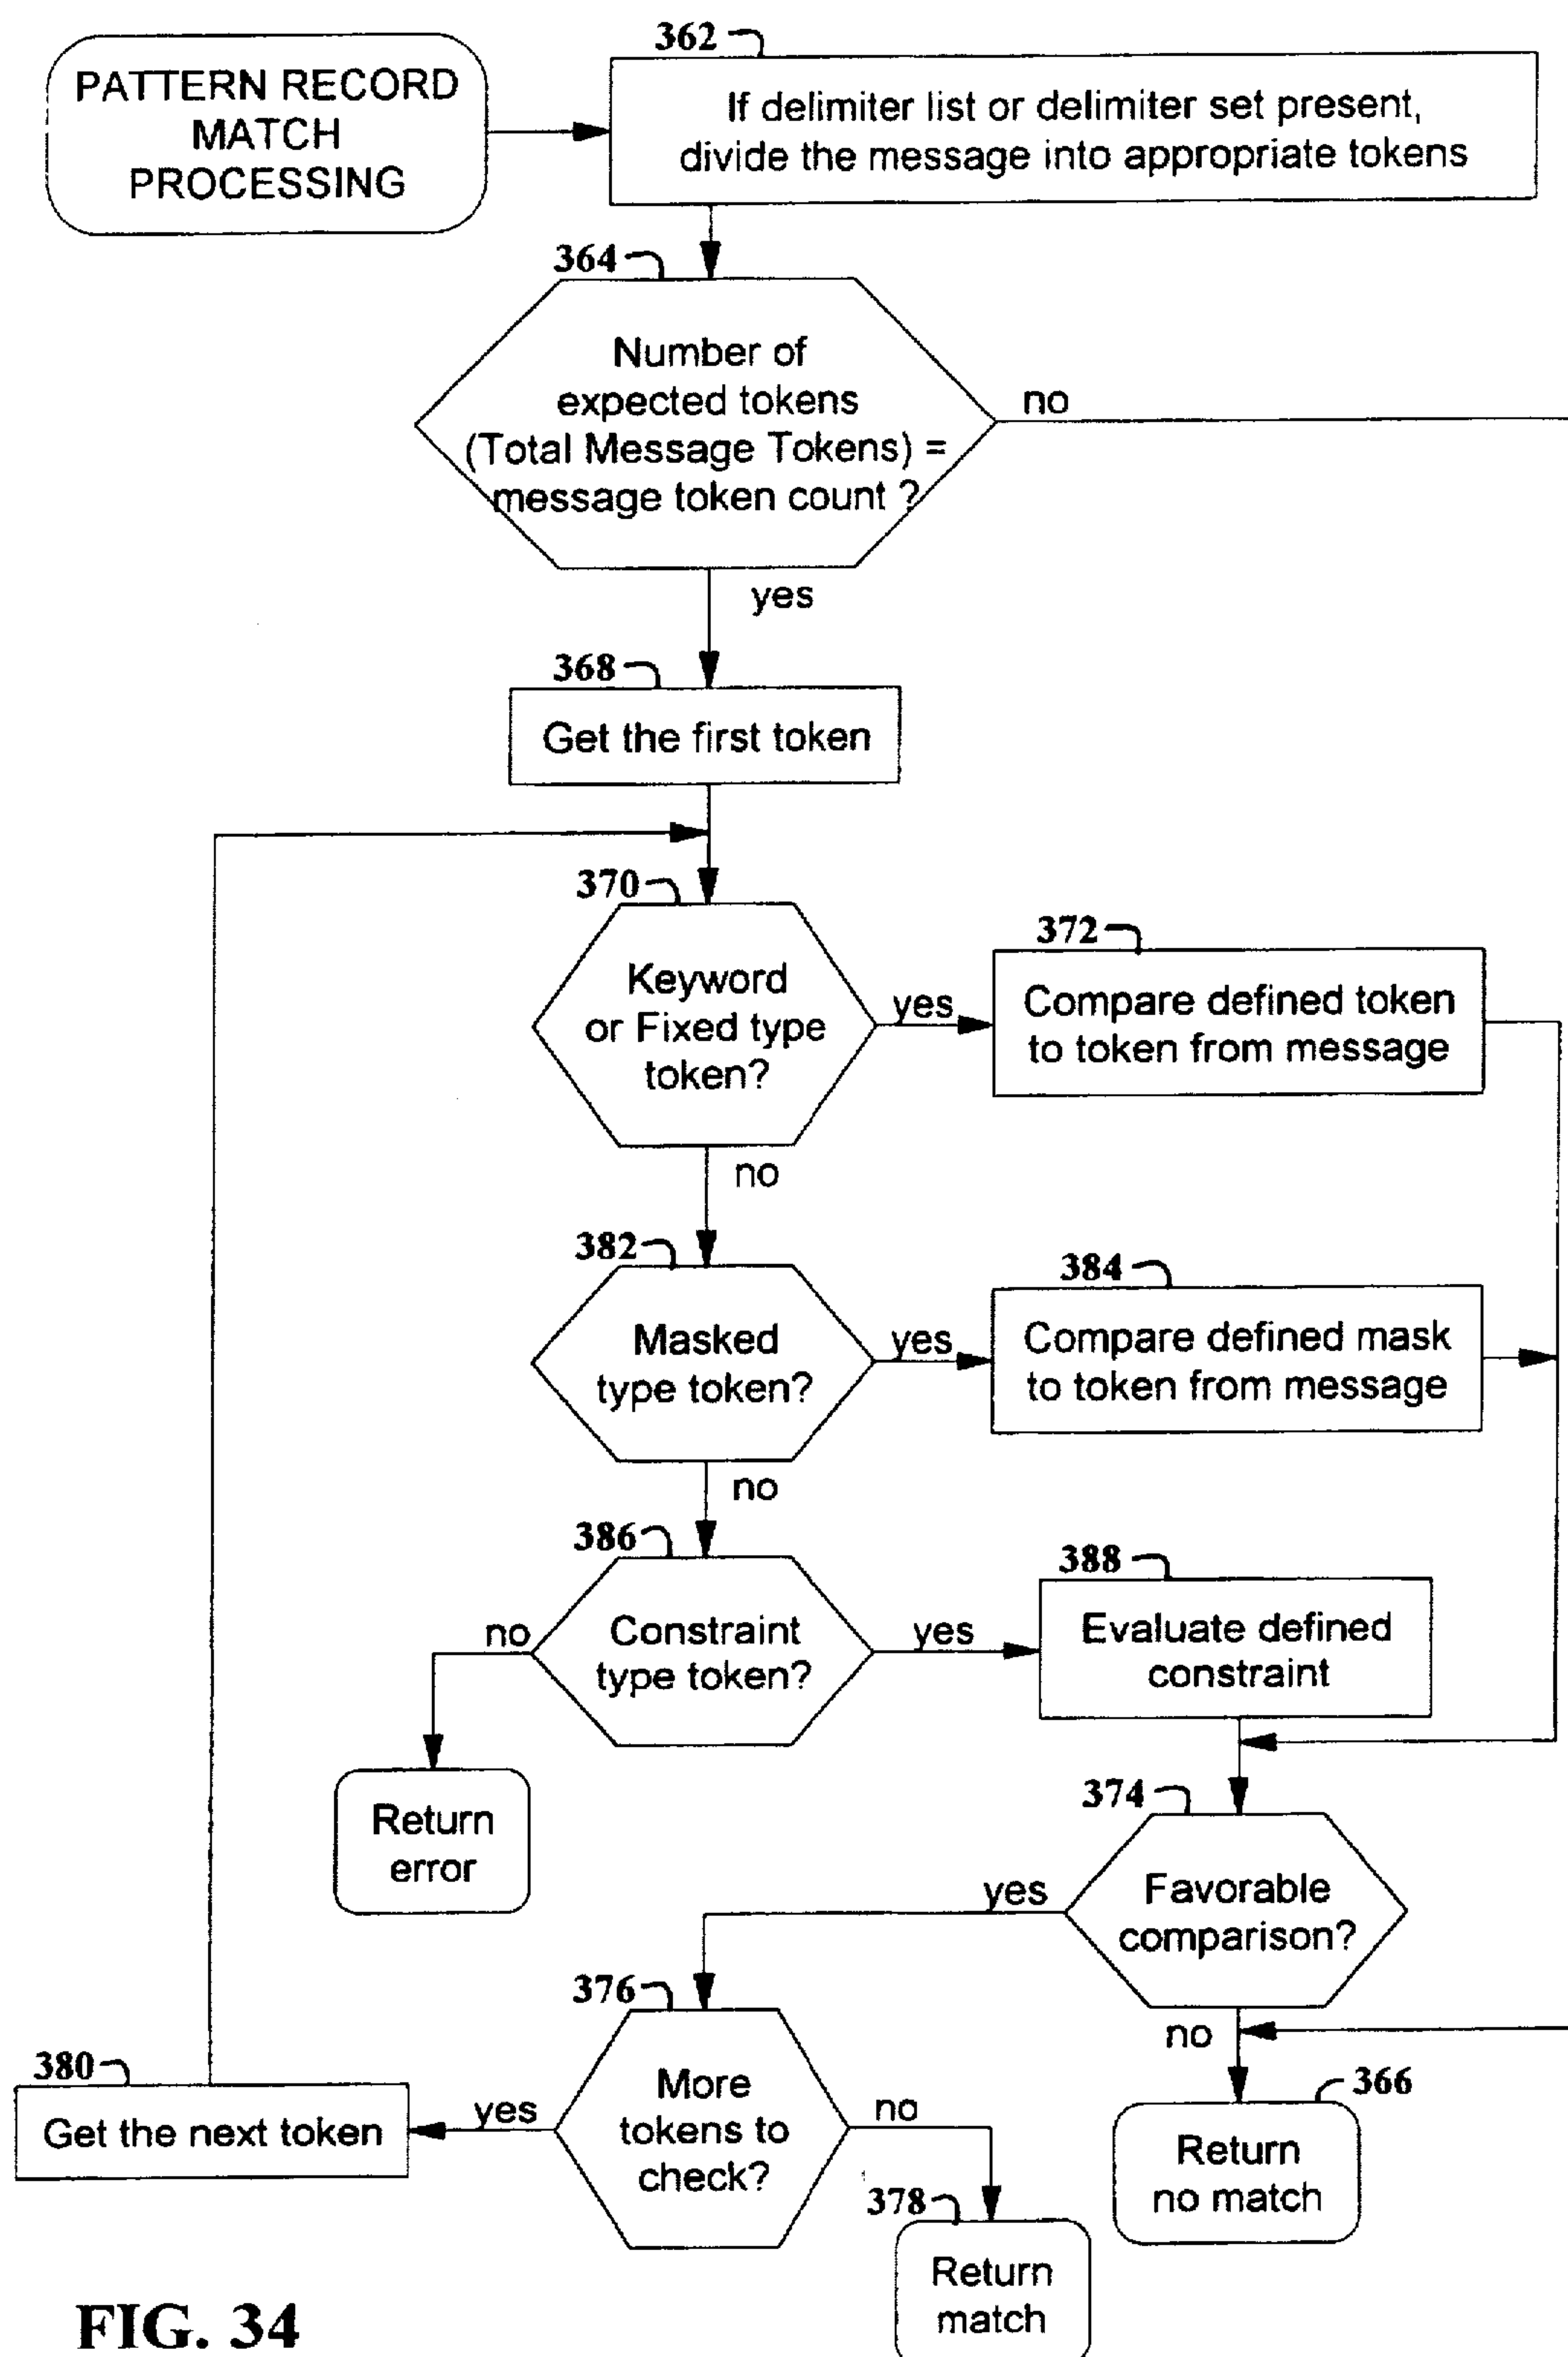 362
PATTERN RECORD
MATCH
PROCESSING
If delimiter list or delimiter set present,
divide the message into appropriate tokens
364
Number of
expected tokens
(Total Message Tokens) =
message token count ?
no
yes
368
Get the first token
370
Keyword
or Fixed type
token?
yes
372
Compare defined token
to token from message
no
382
Masked
type token?
yes
384
Compare defined mask
to token from message
no
386
Constraint
type token?
no
yes
388
Evaluate defined
constraint
Return
error
374
Favorable
comparison?
yes
no
376
More
tokens to
check?
yes
no
380
Get the next token
366
Return
no match
378
Return
match
FIG. 34